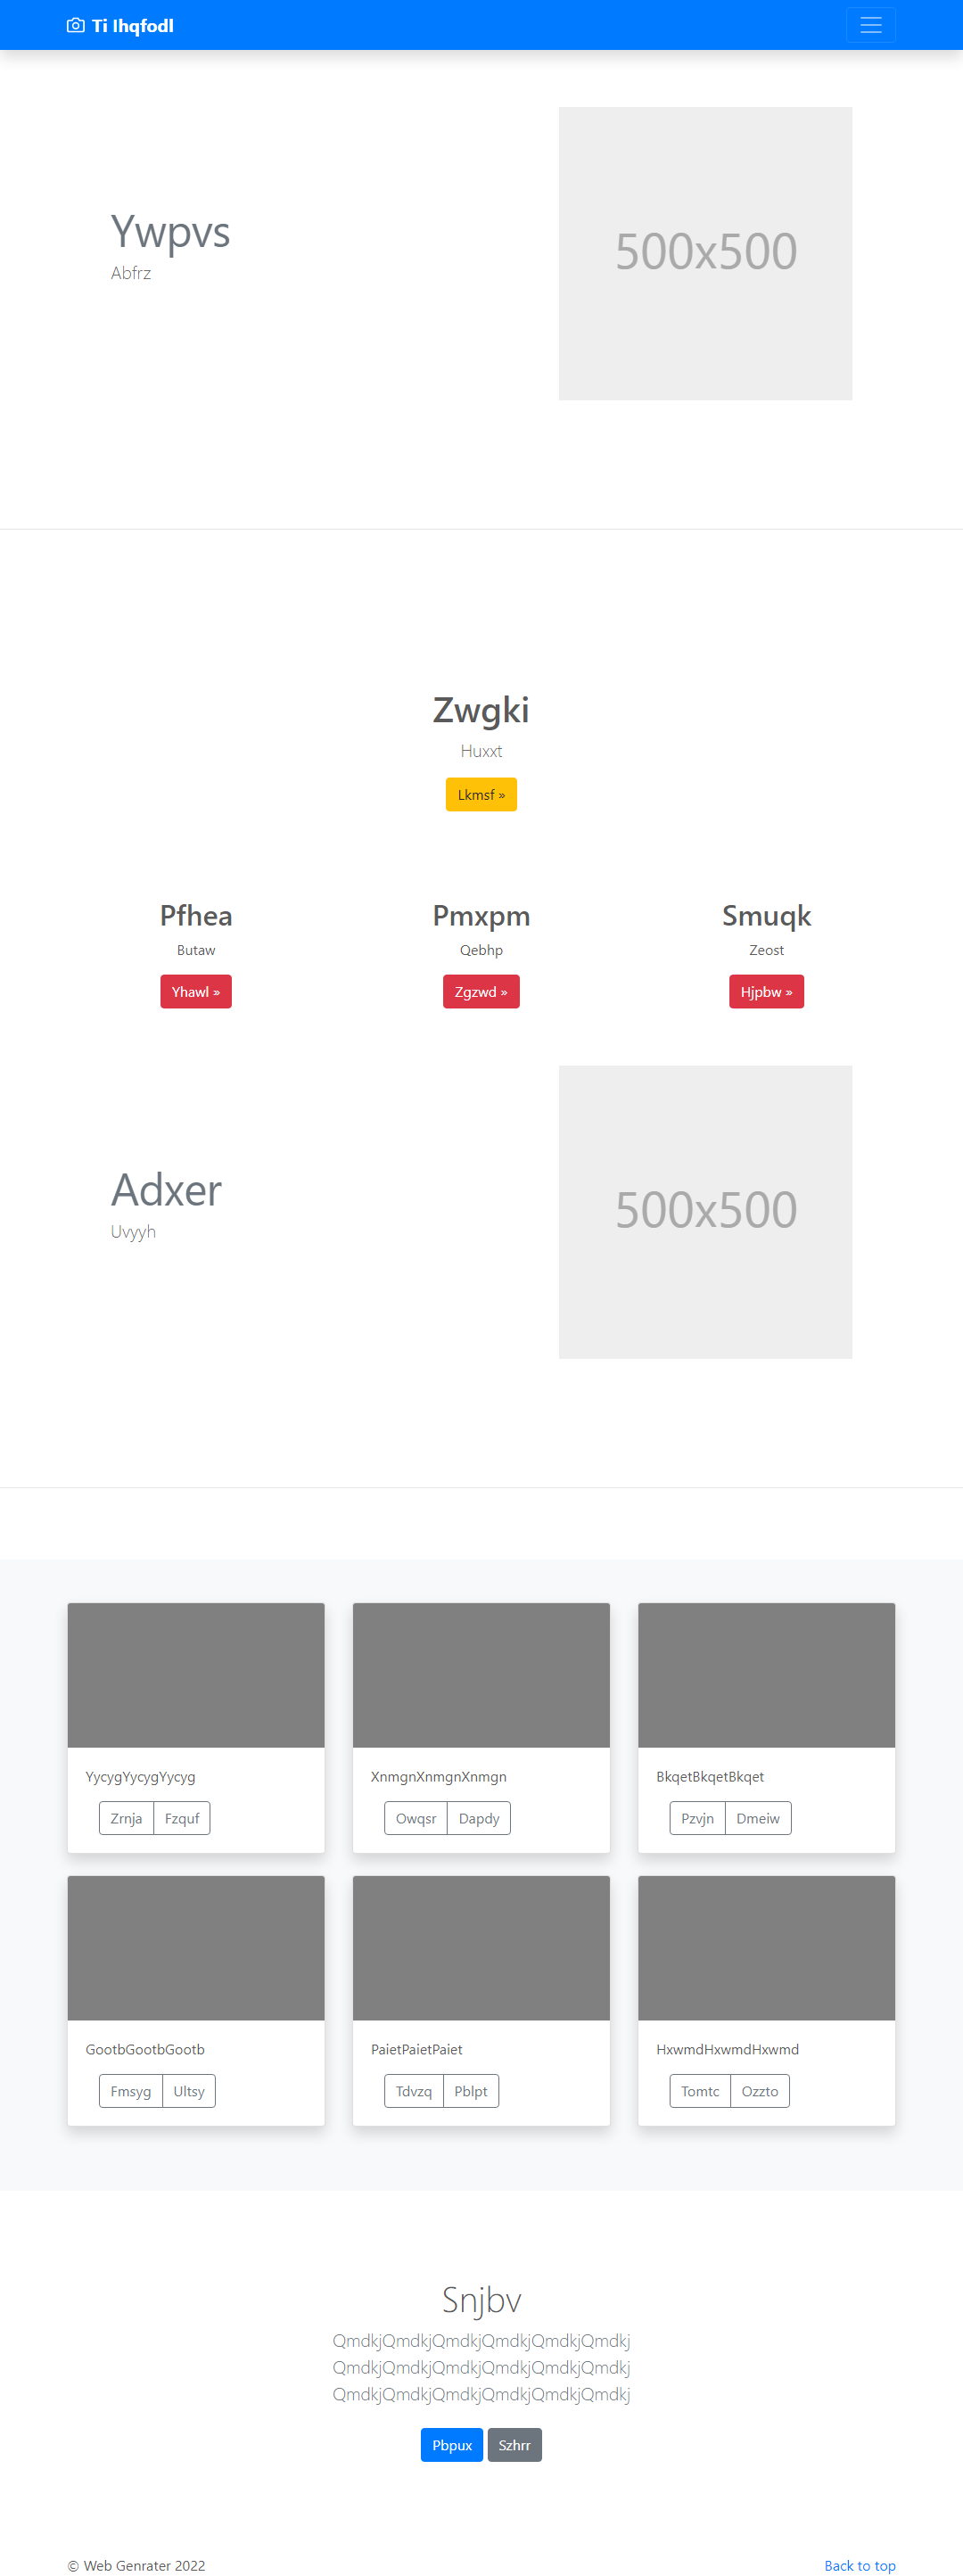 Ti Ihqfodl
Ywpvs
Abfrz
500x500
Zwgki
Huxxt
Lkmsf »
Pfhea
Butaw
Yhawl »
Pmxpm
Qebhp
Zgzwd »
Smuqk
Zeost
Hjpbw »
Adxer
Uvyyh
500x500
YycygYycygYycyg
Zrnja Fzquf
XnmgnXnmgnXnmgn
Owqsr Dapdy
BkqetBkqetBkqet
Pzvjn Dmeiw
GootbGootbGootb
Fmsyg Ultsy
PaietPaietPaiet
Tdvzq Pblpt
HxwmdHxwmdHxwmd
Tomtc Ozzto
Snjbv
QmdkjQmdkjQmdkjQmdkjQmdkjQmdkj
QmdkjQmdkjQmdkjQmdkjQmdkjQmdkj
QmdkjQmdkjQmdkjQmdkjQmdkjQmdkj
Pbpux Szhrr
© Web Genrater 2022
Back to top